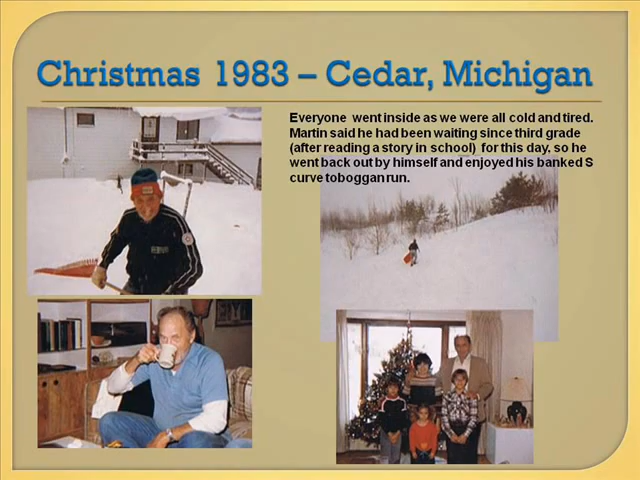 Christmas 1983 – Cedar, Michigan
Everyone went inside as we were all cold and tired.
Martin said he had been waiting since third grade
(after reading a story in school) for this day, so he
went back out by himself and enjoyed his banked S
curve toboggan run.